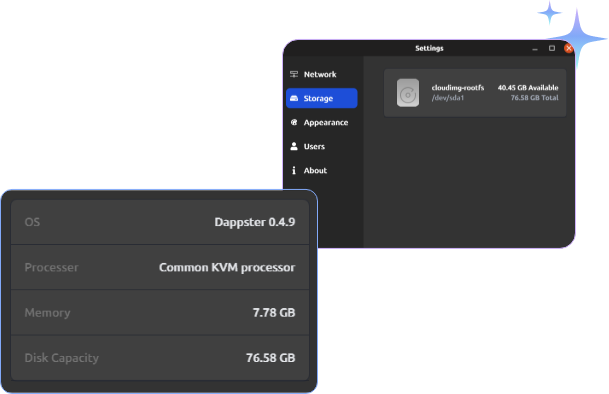 Settings
Network
Storage
Appearance
Users
About
cloudimg-rootfs 40.45 GB Available
/dev/sda1 76.58 GB Total
OS Dappster 0.4.9
Processer Common KVM processor
Memory 7.78 GB
Disk Capacity 76.58 GB